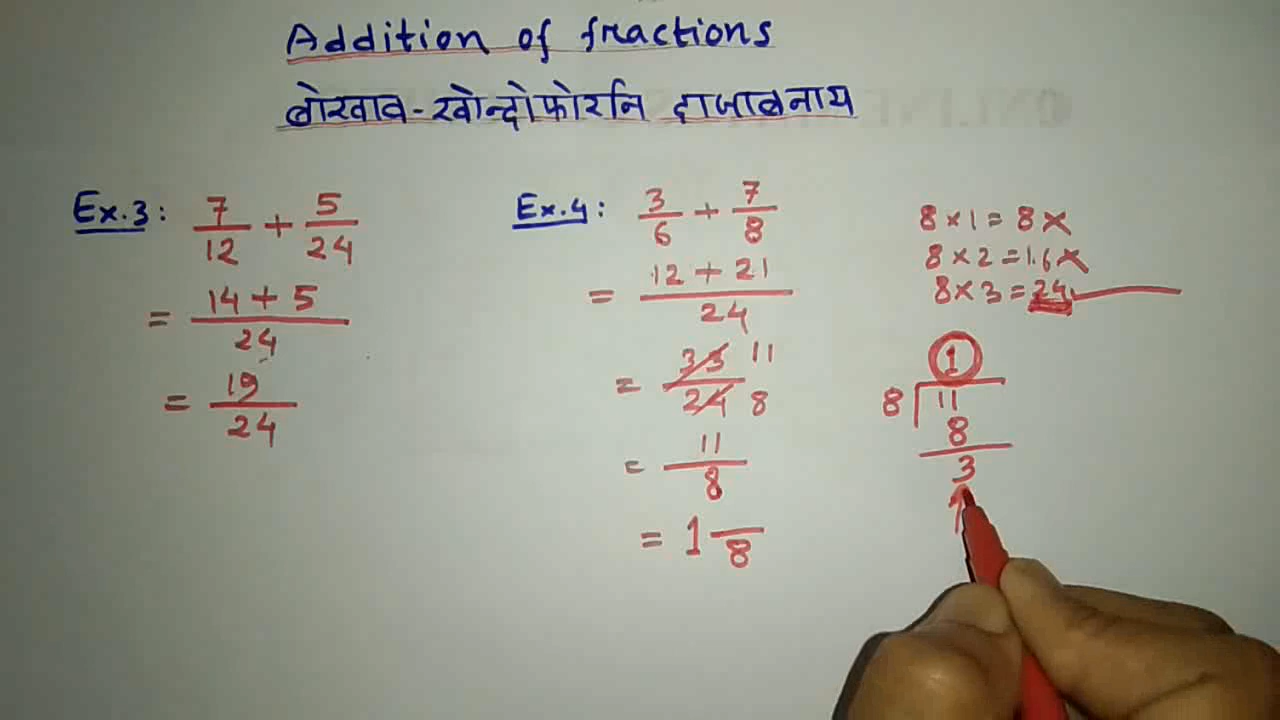 Addition of fractions
बोखाव-खोन्दोफोरनि दाजाबनाय
Ex.3: 7/12 + 5/24
= 14 + 5/24
= 19/24
Ex.4: 3/6 + 7/8
= 12 + 21/24
= 33/24 11/8
= 11/8
= 1 /8
8 × 1 = 8 ×
8 × 2 = 16 ×
8 × 3 = 24
1
8 11
8
3